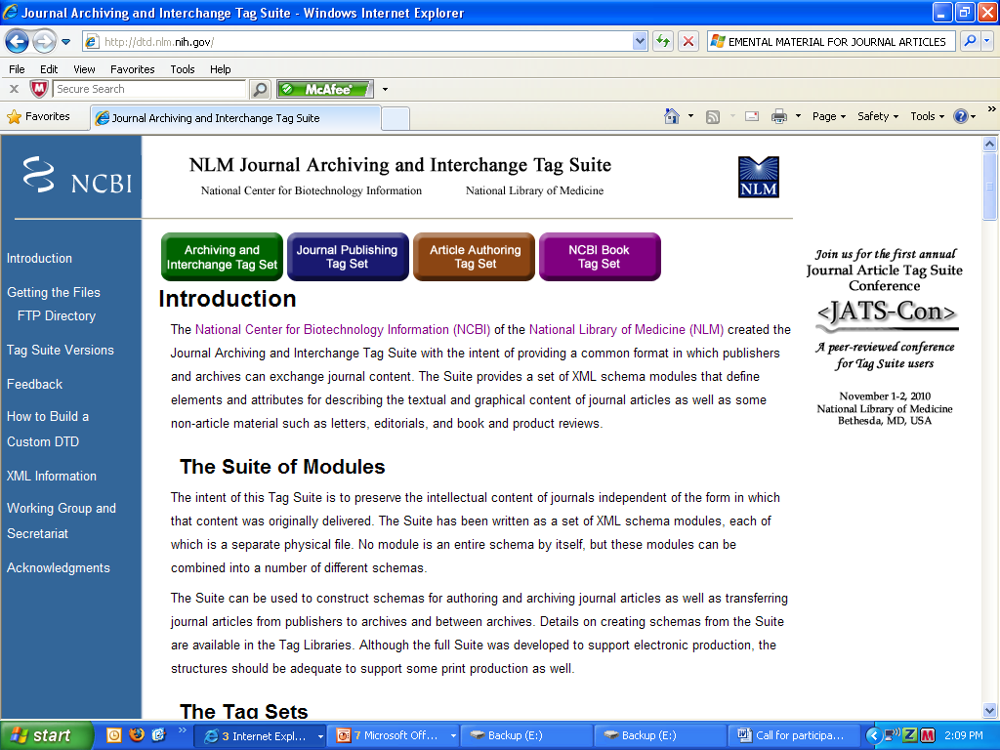 Journal Archiving and Interchange Tag Suite - Windows Internet Explorer
http://dtd.nlm.nih.gov/
EMENTAL MATERIAL FOR JOURNAL ARTICLES
File Edit View Favorites Tools Help
X Secure Search McAfee
Favorites Journal Archiving and Interchange Tag Suite Page Safety Tools
NCBI
NLM Journal Archiving and Interchange Tag Suite
National Center for Biotechnology Information National Library of Medicine
NLM
Introduction
Getting the Files
FTP Directory
Tag Suite Versions
Feedback
How to Build a
Custom DTD
XML Information
Working Group and
Secretariat
Acknowledgments
Archiving and
Interchange Tag Set
Journal Publishing
Tag Set
Article Authoring
Tag Set
NCBI Book
Tag Set
Introduction
The National Center for Biotechnology Information (NCBI) of the National Library of Medicine (NLM) created the
Journal Archiving and Interchange Tag Suite with the intent of providing a common format in which publishers
and archives can exchange journal content. The Suite provides a set of XML schema modules that define
elements and attributes for describing the textual and graphical content of journal articles as well as some
non-article material such as letters, editorials, and book and product reviews.
The Suite of Modules
The intent of this Tag Suite is to preserve the intellectual content of journals independent of the form in which
that content was originally delivered. The Suite has been written as a set of XML schema modules, each of
which is a separate physical file. No module is an entire schema by itself, but these modules can be
combined into a number of different schemas.
The Suite can be used to construct schemas for authoring and archiving journal articles as well as transferring
journal articles from publishers to archives and between archives. Details on creating schemas from the Suite
are available in the Tag Libraries. Although the full Suite was developed to support electronic production, the
structures should be adequate to support some print production as well.
The Tag Sets
Join us for the first annual
Journal Article Tag Suite
Conference
<JATS-Con>
A peer-reviewed conference
for Tag Suite users
November 1-2, 2010
National Library of Medicine
Bethesda, MD, USA
start 3 Internet Expl... 7 Microsoft Off... Backup (E:) Backup (E:) Call for participa... 2:09 PM